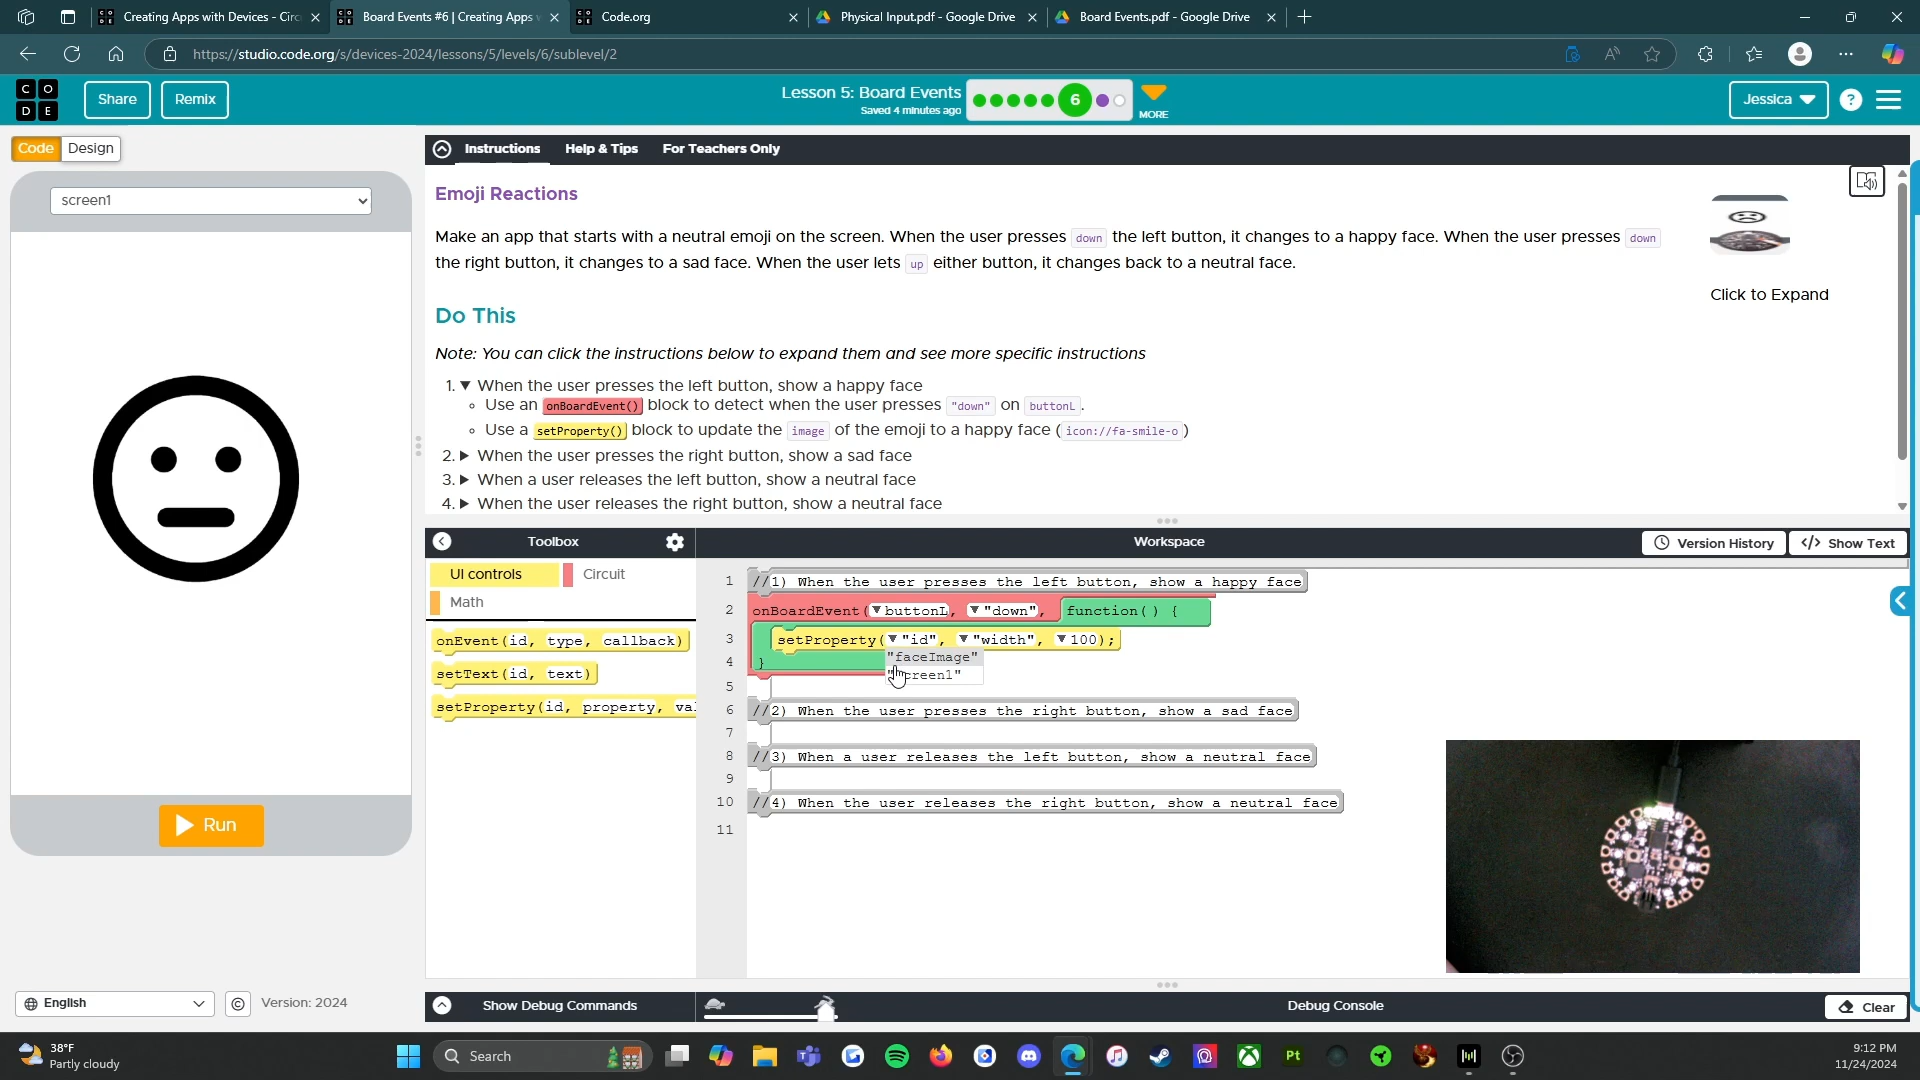 Creating Apps with Devices - Circ
Board Events #6 | Creating Apps w
Code.org
Physical Input.pdf - Google Drive
Board Events.pdf - Google Drive
https://studio.code.org/s/devices-2024/lessons/5/levels/6/sublevel/2
C O D E
Share
Remix
Lesson 5: Board Events
Saved 4 minutes ago
6
MORE
Jessica
?
Code
Design
screen1
Instructions
Help & Tips
For Teachers Only
Emoji Reactions
Make an app that starts with a neutral emoji on the screen. When the user presses down the left button, it changes to a happy face. When the user presses down
the right button, it changes to a sad face. When the user lets up either button, it changes back to a neutral face.
Click to Expand
Do This
Note: You can click the instructions below to expand them and see more specific instructions
1. ▼ When the user presses the left button, show a happy face
Use an onBoardEvent() block to detect when the user presses "down" on buttonL.
Use a setProperty() block to update the image of the emoji to a happy face (icon://fa-smile-o)
2. ▶ When the user presses the right button, show a sad face
3. ▶ When a user releases the left button, show a neutral face
4. ▶ When the user releases the right button, show a neutral face
Toolbox
Workspace
Version History
</> Show Text
UI controls
Circuit
Math
onEvent(id, type, callback)
setText(id, text)
setProperty(id, property, val
1 //1) When the user presses the left button, show a happy face
2 onBoardEvent(▼buttonL, ▼"down", function() {
3 setProperty(▼"id", ▼"width", ▼100);
"faceImage"
4 }
creen1"
5
6 //2) When the user presses the right button, show a sad face
7
8 //3) When a user releases the left button, show a neutral face
9
10 //4) When the user releases the right button, show a neutral face
11
Run
English
©
Version: 2024
Show Debug Commands
Debug Console
Clear
38°F
Partly cloudy
Search
Pt
9:12 PM
11/24/2024